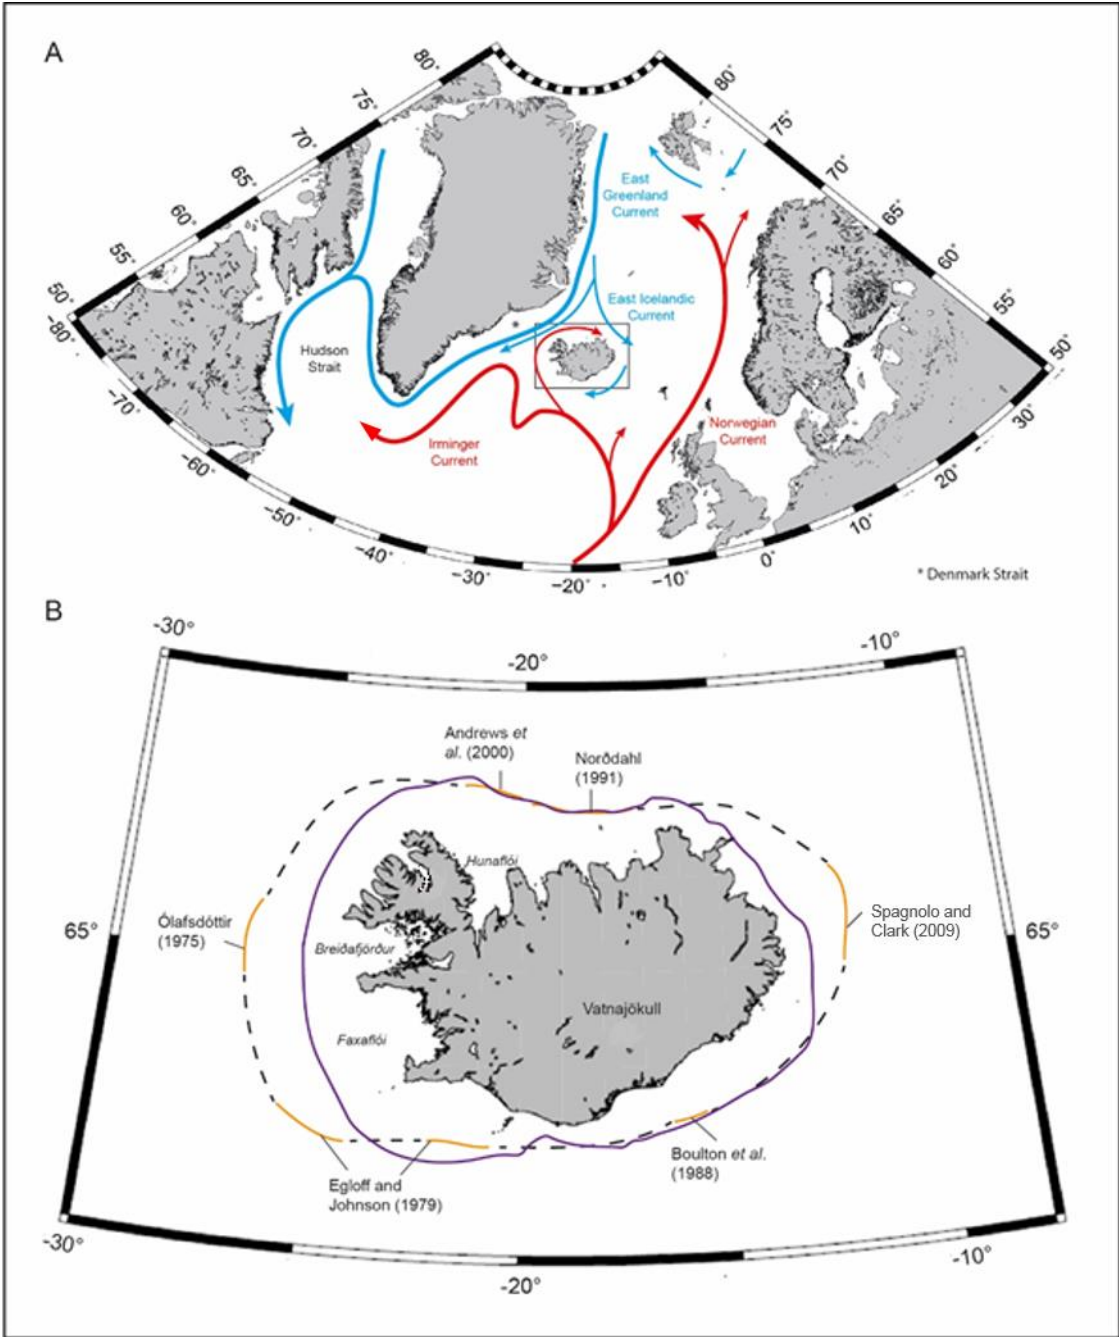 A
80°
75°
70°
65°
60°
55°
50°
−80°
−70°
−60°
−50°
−40°
−30°
−20°
−10°
0°
10°
20°
30°
50°
55°
60°
65°
70°
75°
80°
East
Greenland
Current
East Icelandic
Current
Hudson
Strait
*
Irminger
Current
Norwegian
Current
* Denmark Strait
B
-30°
-20°
-10°
Andrews et
al. (2000)
Norðdahl
(1991)
Hunaflói
Ólafsdóttir
(1975)
Spagnolo and
Clark (2009)
65°
65°
Breiðafjörður
Vatnajökull
Faxaflói
Boulton et al.
(1988)
Egloff and
Johnson (1979)
-30°
-20°
-10°